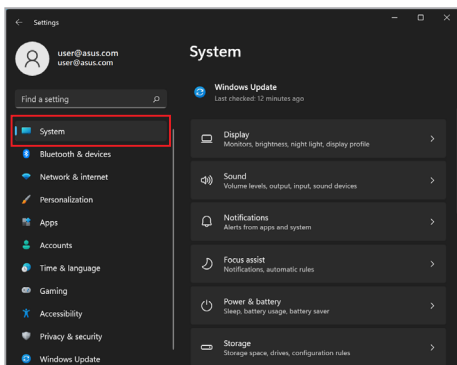 Settings
user@asus.com
user@asus.com
Find a setting
System
Bluetooth & devices
Network & internet
Personalization
Apps
Accounts
Time & language
Gaming
Accessibility
Privacy & security
Windows Update
System
Windows Update
Last checked: 12 minutes ago
Display
Monitors, brightness, night light, display profile
Sound
Volume levels, output, input, sound devices
Notifications
Alerts from apps and system
Focus assist
Notifications, automatic rules
Power & battery
Sleep, battery usage, battery saver
Storage
Storage space, drives, configuration rules